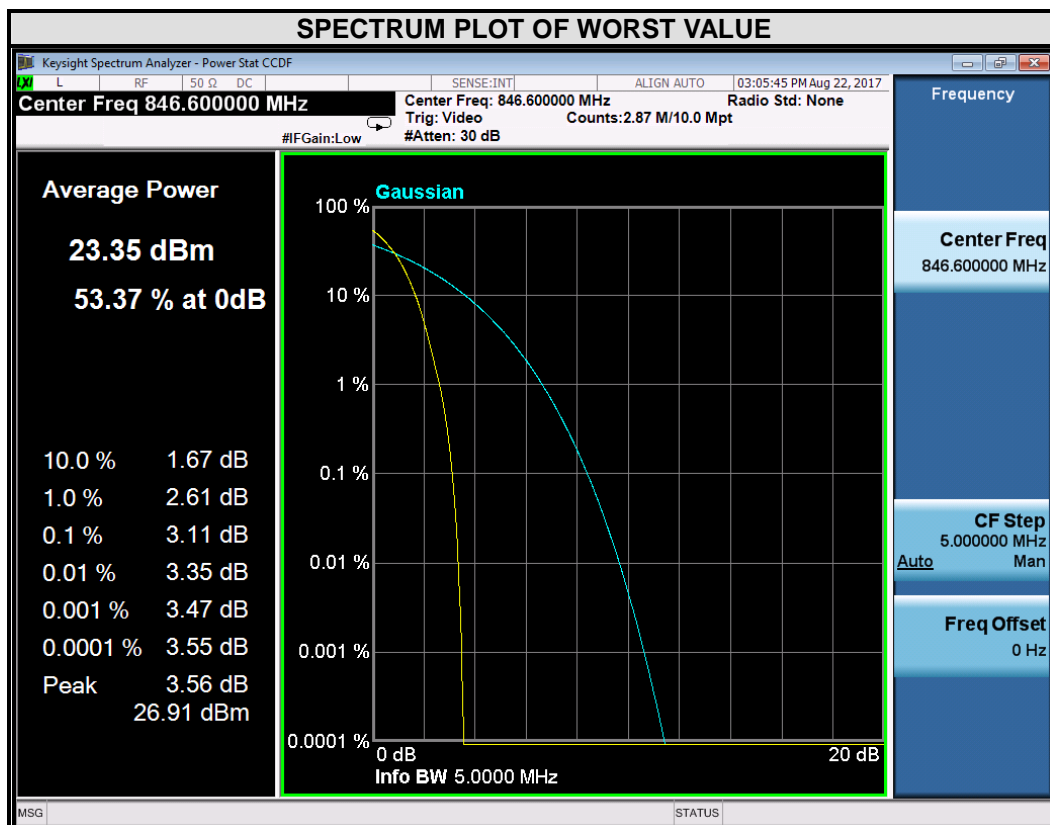 SPECTRUM PLOT OF WORST VALUE
Keysight Spectrum Analyzer - Power Stat CCDF
LXI L RF 50 Ω DC SENSE:INT ALIGN AUTO 03:05:45 PM Aug 22, 2017
Center Freq 846.600000 MHz
#IFGain:Low
Center Freq: 846.600000 MHz Radio Std: None
Trig: Video Counts:2.87 M/10.0 Mpt
#Atten: 30 dB
Average Power
23.35 dBm
53.37 % at 0dB
10.0 % 1.67 dB
1.0 % 2.61 dB
0.1 % 3.11 dB
0.01 % 3.35 dB
0.001 % 3.47 dB
0.0001 % 3.55 dB
Peak 3.56 dB
26.91 dBm
Gaussian
100 %
10 %
1 %
0.1 %
0.01 %
0.001 %
0.0001 %
0 dB 20 dB
Info BW 5.0000 MHz
Frequency
Center Freq
846.600000 MHz
CF Step
5.000000 MHz
Auto Man
Freq Offset
0 Hz
MSG STATUS